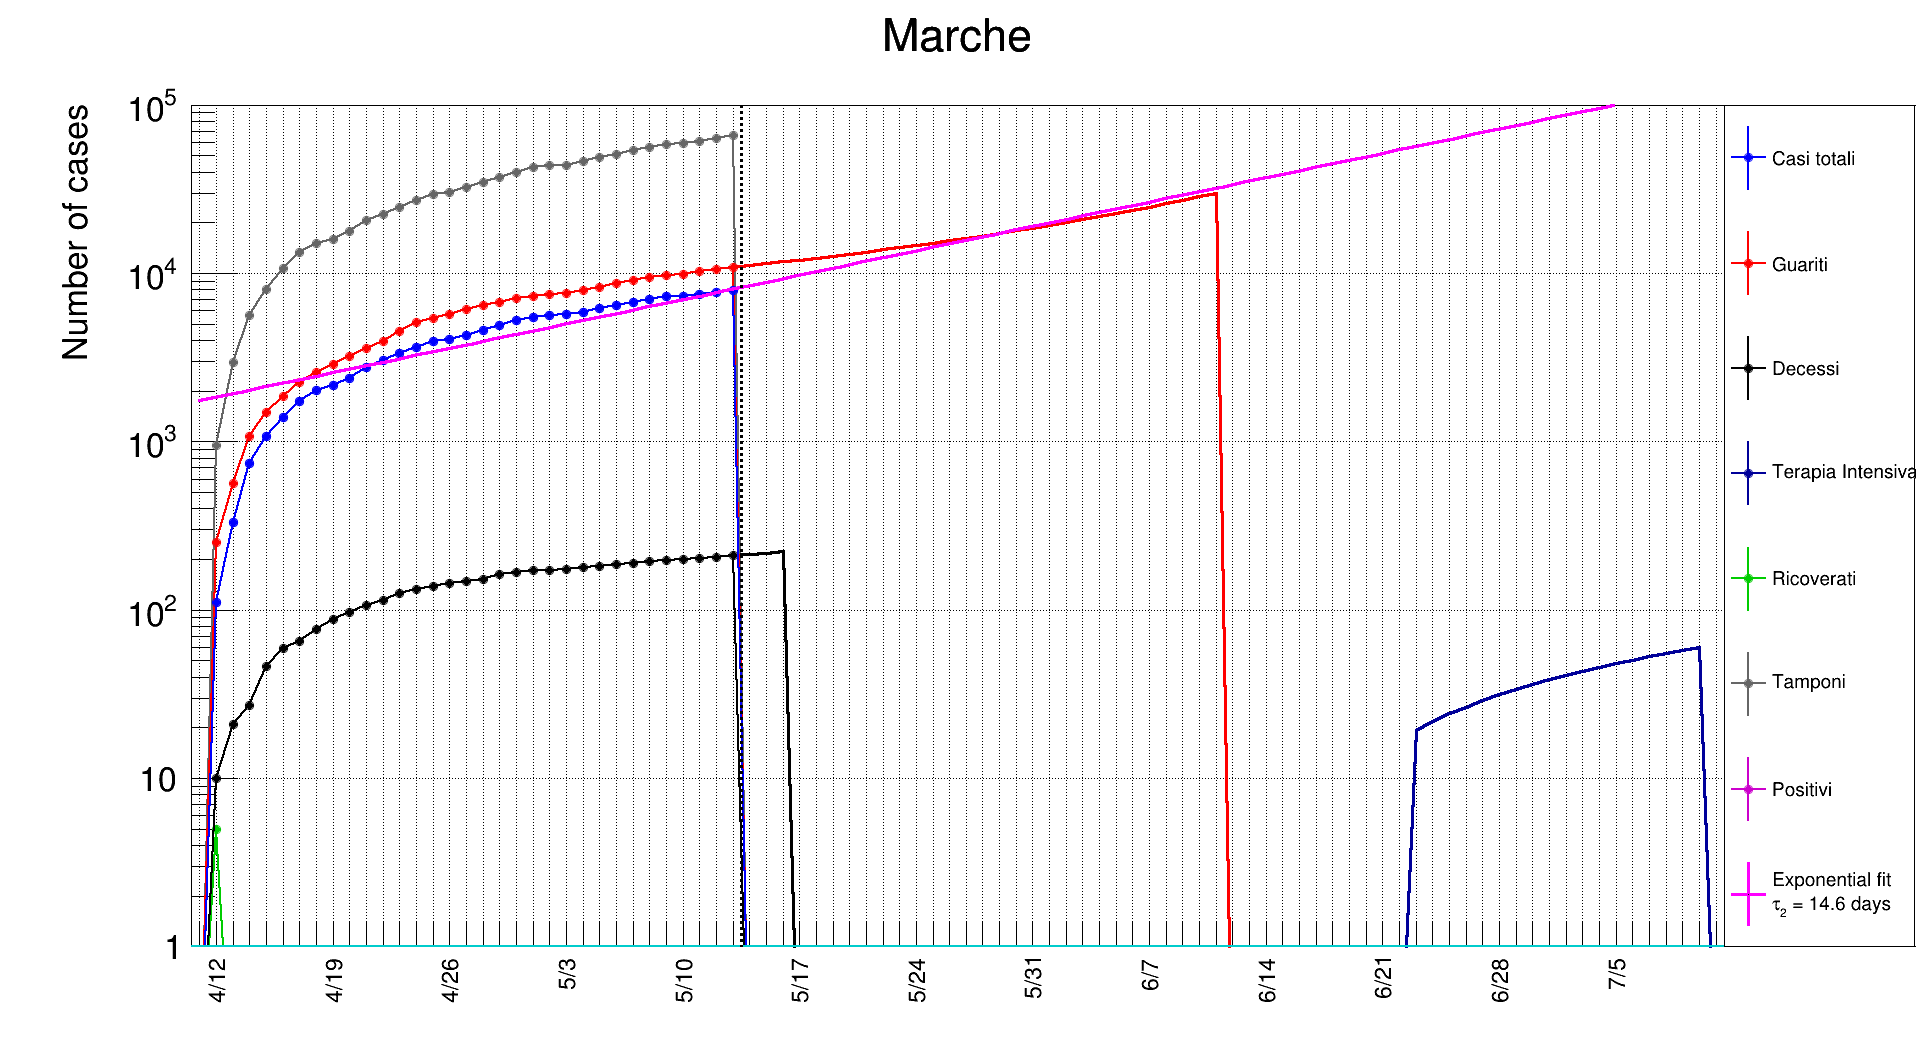 Marche
Number of cases
10^5
10^4
10^3
10^2
10
1
4/12
4/19
4/26
5/3
5/10
5/17
5/24
5/31
6/7
6/14
6/21
6/28
7/5
Casi totali
Guariti
Decessi
Terapia Intensiva
Ricoverati
Tamponi
Positivi
Exponential fit
τ₂ = 14.6 days